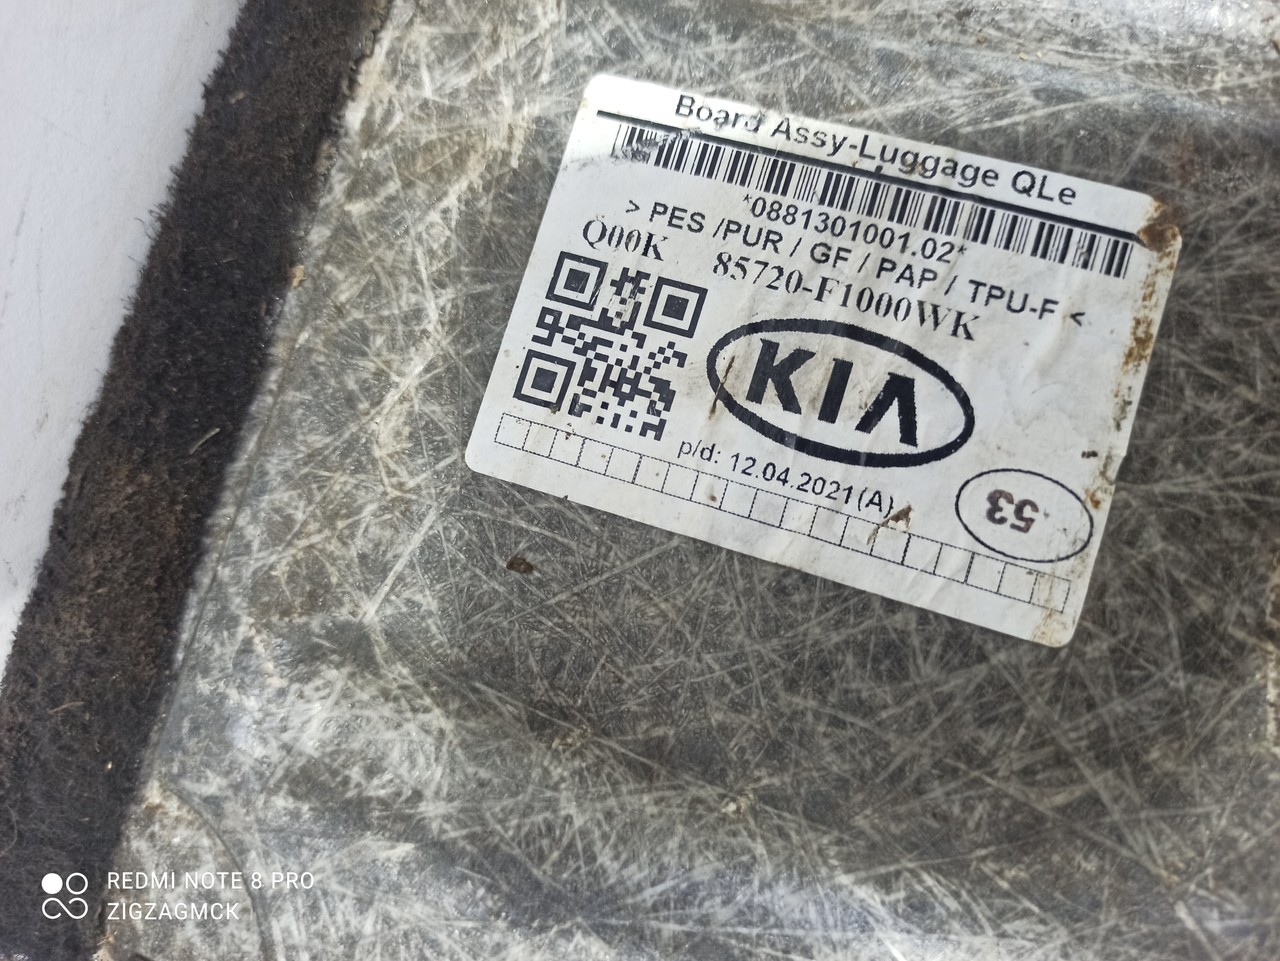 Board Assy-Luggage QLe
*0881301001.02*
> PES /PUR / GF / PAP / TPU-F <
Q00K 85720-F1000WK
KIA
p/d: 12.04.2021(A)
53
REDMI NOTE 8 PRO
ZIGZAGMCK